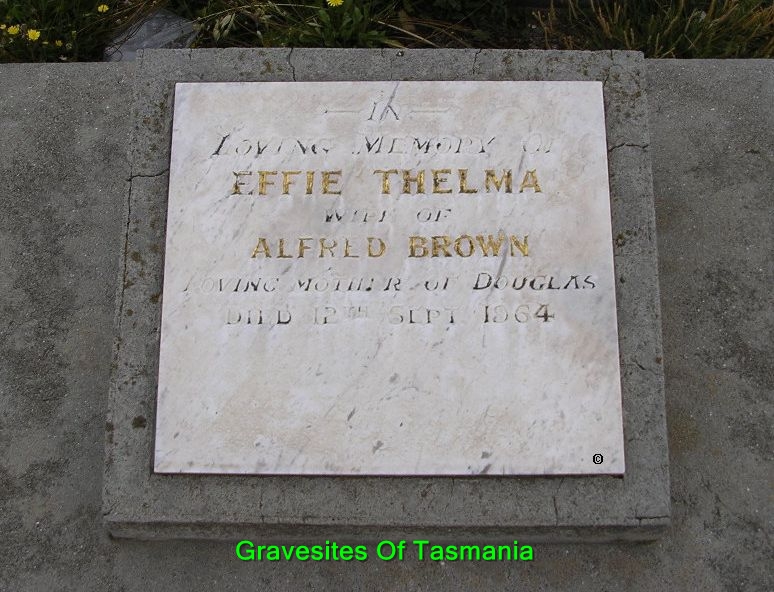 IN
LOVING MEMORY OF
EFFIE THELMA
WIFE OF
ALFRED BROWN
LOVING MOTHER OF DOUGLAS
DIED 12TH SEPT 1964
©
Gravesites Of Tasmania